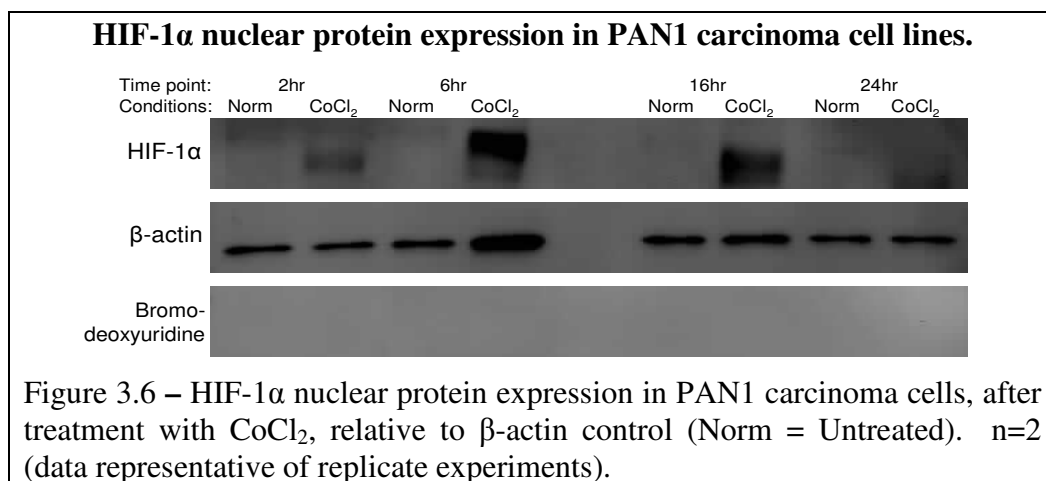 HIF-1α nuclear protein expression in PAN1 carcinoma cell lines.
Time point: 2hr 6hr 16hr 24hr
Conditions: Norm CoCl₂ Norm CoCl₂ Norm CoCl₂ Norm CoCl₂
HIF-1α
β-actin
Bromo-
deoxyuridine
Figure 3.6 – HIF-1α nuclear protein expression in PAN1 carcinoma cells, after
treatment with CoCl₂, relative to β-actin control (Norm = Untreated). n=2
(data representative of replicate experiments).